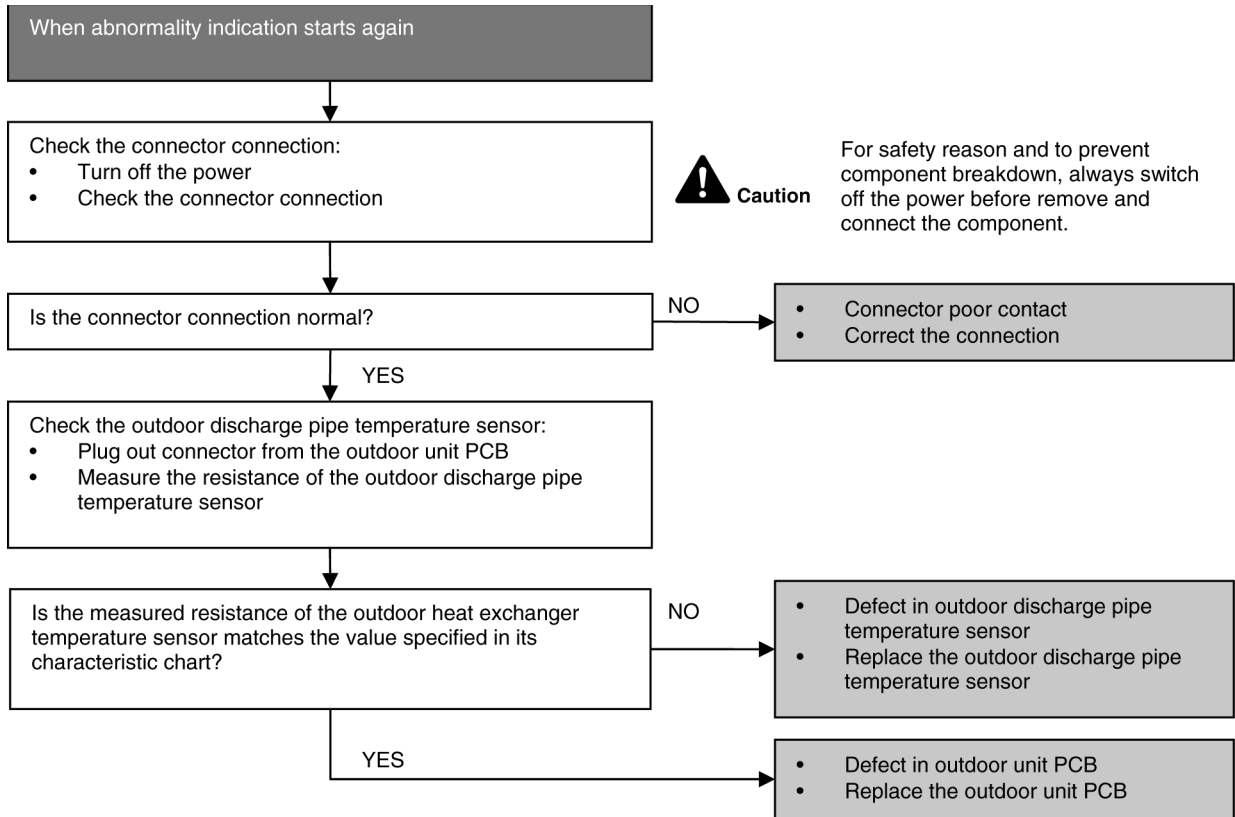 When abnormality indication starts again
Check the connector connection:
• Turn off the power
• Check the connector connection
Caution
For safety reason and to prevent
component breakdown, always switch
off the power before remove and
connect the component.
Is the connector connection normal?
NO
• Connector poor contact
• Correct the connection
YES
Check the outdoor discharge pipe temperature sensor:
• Plug out connector from the outdoor unit PCB
• Measure the resistance of the outdoor discharge pipe
temperature sensor
Is the measured resistance of the outdoor heat exchanger
temperature sensor matches the value specified in its
characteristic chart?
NO
• Defect in outdoor discharge pipe
temperature sensor
• Replace the outdoor discharge pipe
temperature sensor
YES
• Defect in outdoor unit PCB
• Replace the outdoor unit PCB